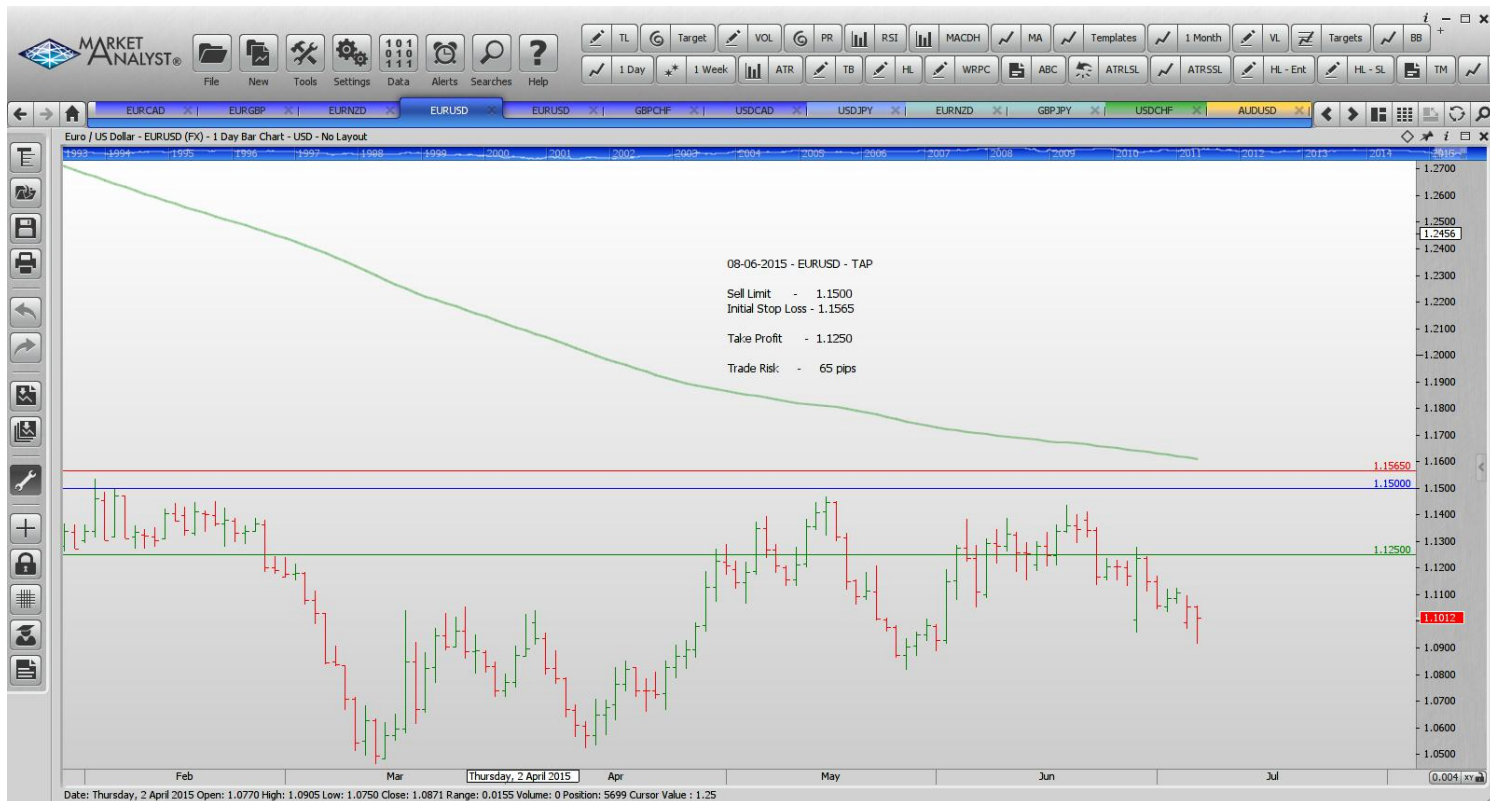 i
MARKET ANALYST®
File New Tools Settings Data Alerts Searches Help
TL Target VOL PR RSI MACDH MA Templates 1 Month VL Targets BB
1 Day 1 Week ATR TB HL WRPC ABC ATRLSL ATRSSL HL - Ent HL - SL TM
EURCAD EURGBP EURNZD EURUSD EURUSD GBPCHF USDCAD USDJPY EURNZD GBPJPY USDCHF AUDUSD
Euro / US Dollar - EURUSD (FX) - 1 Day Bar Chart - USD - No Layout
1993 1994 1995 1996 1997 1998 1999 2000 2001 2002 2003 2004 2005 2006 2007 2008 2009 2010 2011 2012 2013 2014 2015
1.2700
1.2600
1.2500
1.2456
1.2400
08-06-2015 - EURUSD - TAP
1.2300
Sell Limit - 1.1500
1.2200
Initial Stop Loss - 1.1565
1.2100
Take Profit - 1.1250
1.2000
Trade Risk - 65 pips
1.1900
1.1800
1.1700
1.1600
1.15650
1.15000
1.1500
1.1400
1.1300
1.12500
1.1200
1.1100
1.1012
1.0900
1.0800
1.0700
1.0600
1.0500
Feb Mar Thursday, 2 April 2015 Apr May Jun Jul 0.004 XY
Date: Thursday, 2 April 2015 Open: 1.0770 High: 1.0905 Low: 1.0750 Close: 1.0871 Range: 0.0155 Volume: 0 Position: 5699 Cursor Value : 1.25